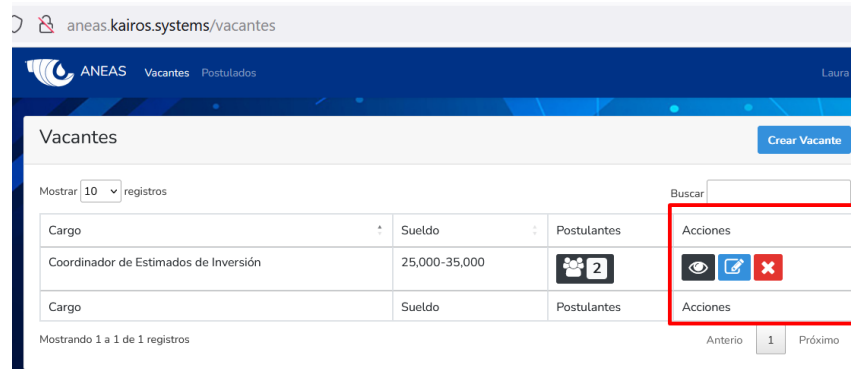 aneas.kairos.systems/vacantes
ANEAS Vacantes Postulados Laura
Vacantes Crear Vacante
Mostrar 10 registros Buscar
Cargo Sueldo Postulantes Acciones
Coordinador de Estimados de Inversión 25,000-35,000 2
Cargo Sueldo Postulantes Acciones
Mostrando 1 a 1 de 1 registros Anterio 1 Próximo